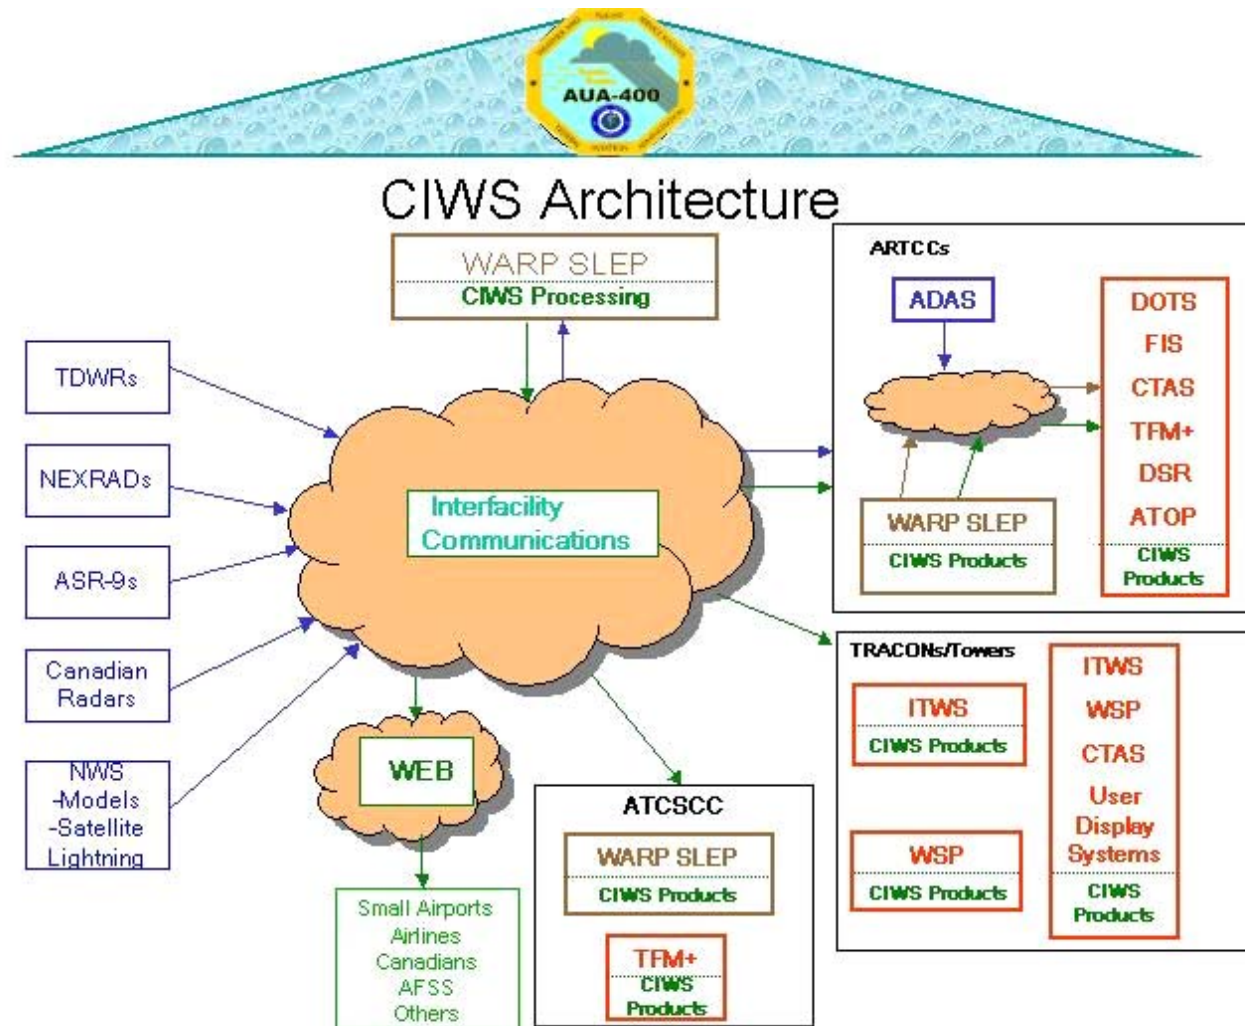 AUA-400
CIWS Architecture
WARP SLEP
CIWS Processing
TDWRs
NEXRADs
ASR-9s
Canadian
Radars
NWS
-Models
-Satellite
Lightning
Interfacility
Communications
WEB
Small Airports
Airlines
Canadians
AFSS
Others
ATCSCC
WARP SLEP
CIWS Products
TFM+
CIWS
Products
ARTCCs
ADAS
WARP SLEP
CIWS Products
DOTS
FIS
CTAS
TFM+
DSR
ATOP
CIWS
Products
TRACONs/Towers
ITWS
CIWS Products
WSP
CIWS Products
ITWS
WSP
CTAS
User
Display
Systems
CIWS
Products